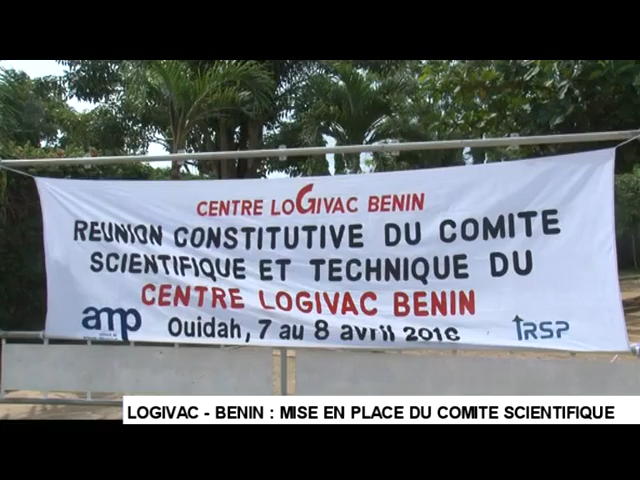 CENTRE LOGIVAC BENIN
REUNION CONSTITUTIVE DU COMITE
SCIENTIFIQUE ET TECHNIQUE DU
CENTRE LOGIVAC BENIN
amp
Ouidah, 7 au 8 avril 2016
IRSP
LOGIVAC - BENIN : MISE EN PLACE DU COMITE SCIENTIFIQUE